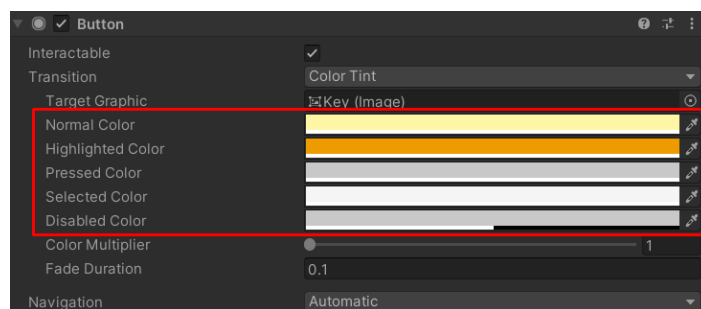 Button
Interactable
Transition Color Tint
Target Graphic Key (Image)
Normal Color
Highlighted Color
Pressed Color
Selected Color
Disabled Color
Color Multiplier 1
Fade Duration 0.1
Navigation Automatic